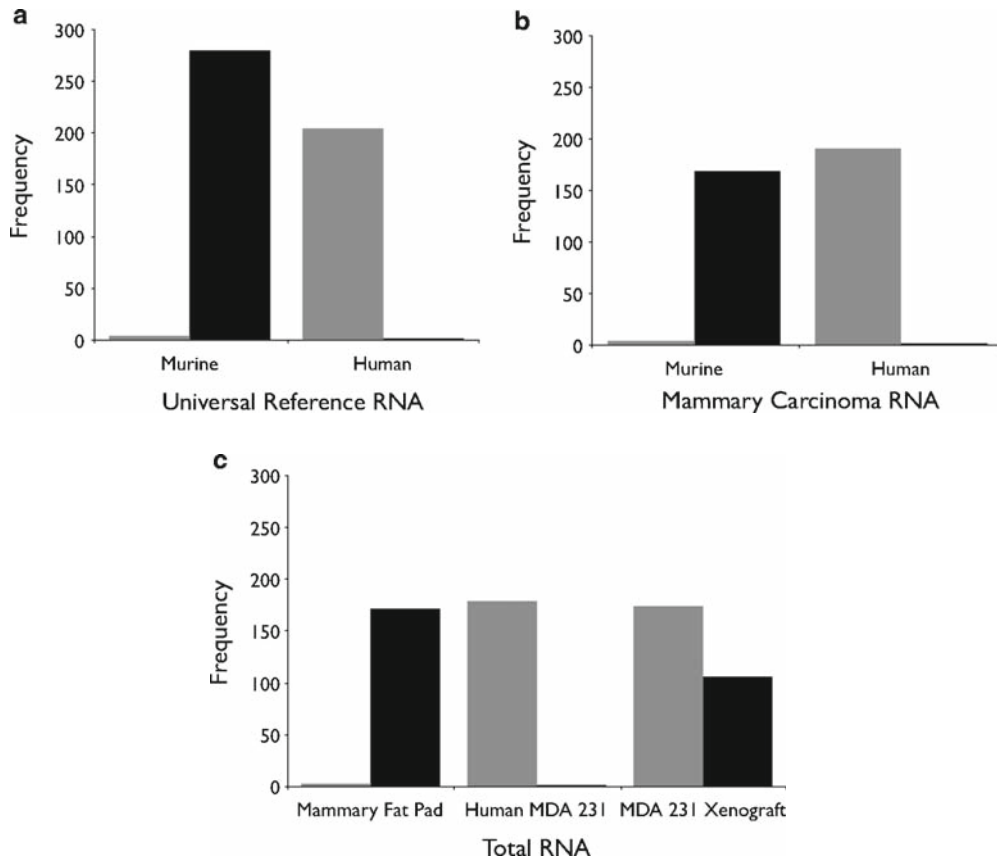 a
300
250
200
150
100
50
0
Frequency
Murine Human
Universal Reference RNA
b
300
250
200
150
100
50
0
Frequency
Murine Human
Mammary Carcinoma RNA
c
300
250
200
150
100
50
0
Frequency
Mammary Fat Pad Human MDA 231 MDA 231 Xenograft
Total RNA